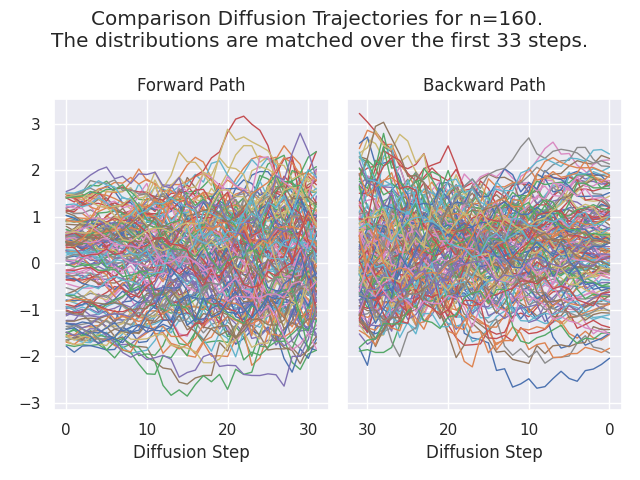 Comparison Diffusion Trajectories for n=160.
The distributions are matched over the first 33 steps.
Forward Path
Backward Path
3
2
1
0
−1
−2
−3
0 10 20 30
30 20 10 0
Diffusion Step
Diffusion Step